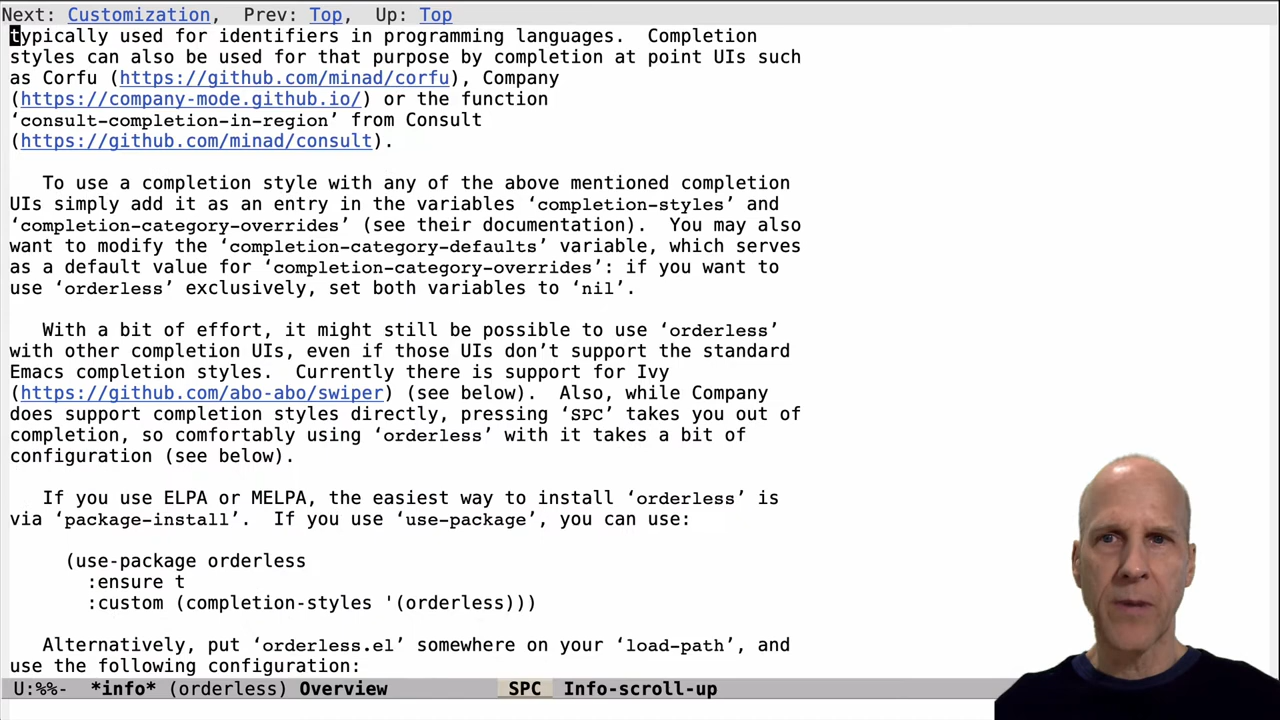 Next: Customization,  Prev: Top,  Up: Top
typically used for identifiers in programming languages.  Completion
styles can also be used for that purpose by completion at point UIs such
as Corfu (https://github.com/minad/corfu), Company
(https://company-mode.github.io/) or the function
‘consult-completion-in-region’ from Consult
(https://github.com/minad/consult).
To use a completion style with any of the above mentioned completion
UIs simply add it as an entry in the variables ‘completion-styles’ and
‘completion-category-overrides’ (see their documentation).  You may also
want to modify the ‘completion-category-defaults’ variable, which serves
as a default value for ‘completion-category-overrides’: if you want to
use ‘orderless’ exclusively, set both variables to ‘nil’.
With a bit of effort, it might still be possible to use ‘orderless’
with other completion UIs, even if those UIs don’t support the standard
Emacs completion styles.  Currently there is support for Ivy
(https://github.com/abo-abo/swiper) (see below).  Also, while Company
does support completion styles directly, pressing ‘SPC’ takes you out of
completion, so comfortably using ‘orderless’ with it takes a bit of
configuration (see below).
If you use ELPA or MELPA, the easiest way to install ‘orderless’ is
via ‘package-install’.  If you use ‘use-package’, you can use:
(use-package orderless
:ensure t
:custom (completion-styles '(orderless)))
Alternatively, put ‘orderless.el’ somewhere on your ‘load-path’, and
use the following configuration:
U:%%-  *info* (orderless) Overview  SPC  Info-scroll-up